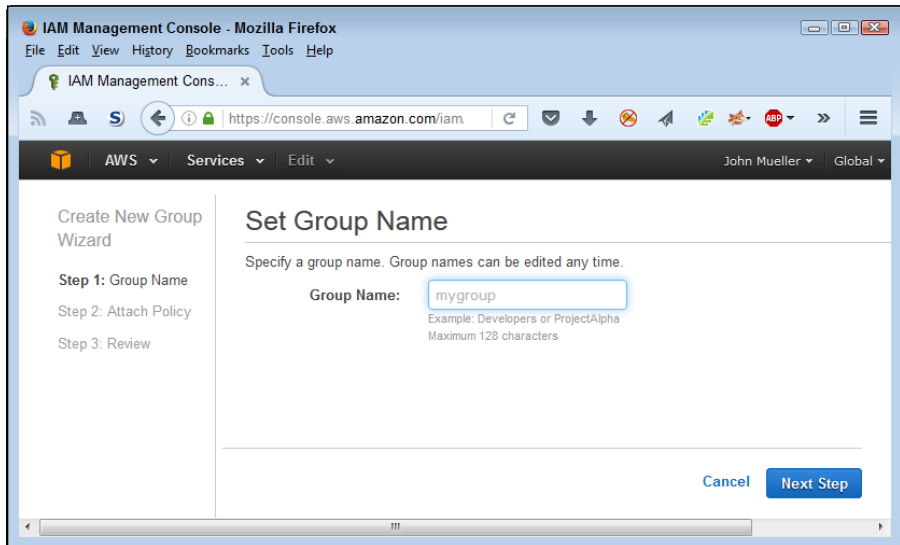 IAM Management Console - Mozilla Firefox
File Edit View History Bookmarks Tools Help
IAM Management Cons... ×
S) https://console.aws.amazon.com/iam ABP »
AWS Services Edit John Mueller Global
Create New Group
Wizard
Step 1: Group Name
Step 2: Attach Policy
Step 3: Review
Set Group Name
Specify a group name. Group names can be edited any time.
Group Name: mygroup
Example: Developers or ProjectAlpha
Maximum 128 characters
Cancel Next Step